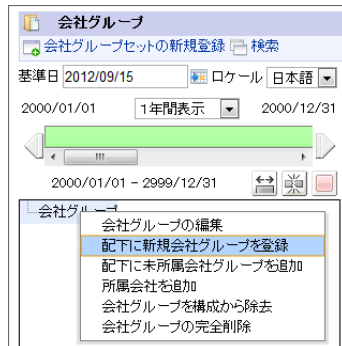 会社グループ
会社グループセットの新規登録 検索
基準日 2012/09/15 ロケール 日本語
2000/01/01 1年間表示 2000/12/31
2000/01/01 - 2999/12/31
会社グループ
会社グループの編集
配下に新規会社グループを登録
配下に未所属会社グループを追加
所属会社を追加
会社グループを構成から除去
会社グループの完全削除